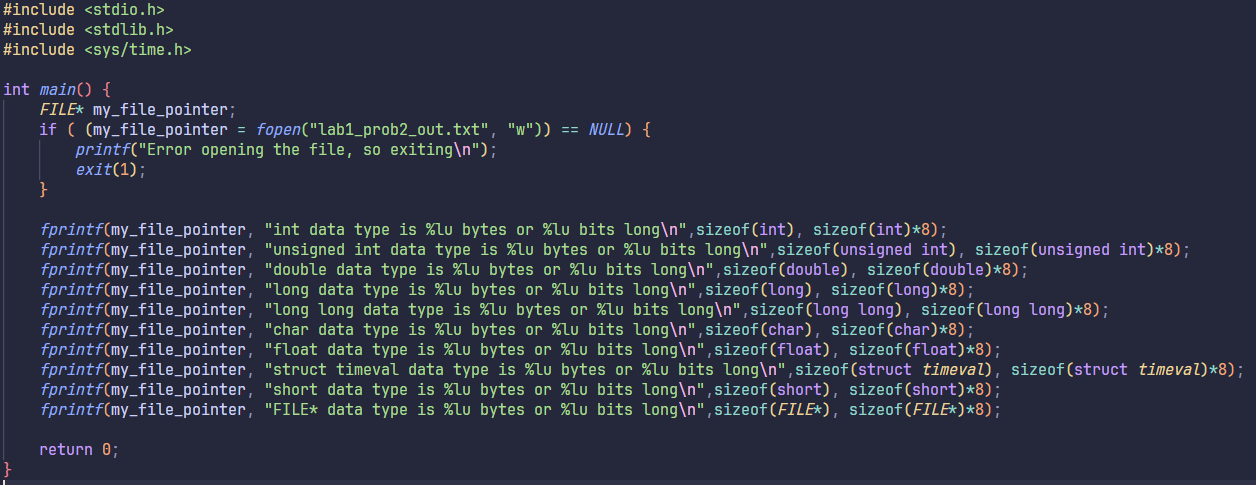 #include <stdio.h>
#include <stdlib.h>
#include <sys/time.h>

int main() {
    FILE* my_file_pointer;
    if ( (my_file_pointer = fopen("lab1_prob2_out.txt", "w")) == NULL) {
        printf("Error opening the file, so exiting\n");
        exit(1);
    }

    fprintf(my_file_pointer, "int data type is %lu bytes or %lu bits long\n",sizeof(int), sizeof(int)*8);
    fprintf(my_file_pointer, "unsigned int data type is %lu bytes or %lu bits long\n",sizeof(unsigned int), sizeof(unsigned int)*8);
    fprintf(my_file_pointer, "double data type is %lu bytes or %lu bits long\n",sizeof(double), sizeof(double)*8);
    fprintf(my_file_pointer, "long data type is %lu bytes or %lu bits long\n",sizeof(long), sizeof(long)*8);
    fprintf(my_file_pointer, "long long data type is %lu bytes or %lu bits long\n",sizeof(long long), sizeof(long long)*8);
    fprintf(my_file_pointer, "char data type is %lu bytes or %lu bits long\n",sizeof(char), sizeof(char)*8);
    fprintf(my_file_pointer, "float data type is %lu bytes or %lu bits long\n",sizeof(float), sizeof(float)*8);
    fprintf(my_file_pointer, "struct timeval data type is %lu bytes or %lu bits long\n",sizeof(struct timeval), sizeof(struct timeval)*8);
    fprintf(my_file_pointer, "short data type is %lu bytes or %lu bits long\n",sizeof(short), sizeof(short)*8);
    fprintf(my_file_pointer, "FILE* data type is %lu bytes or %lu bits long\n",sizeof(FILE*), sizeof(FILE*)*8);

    return 0;
}